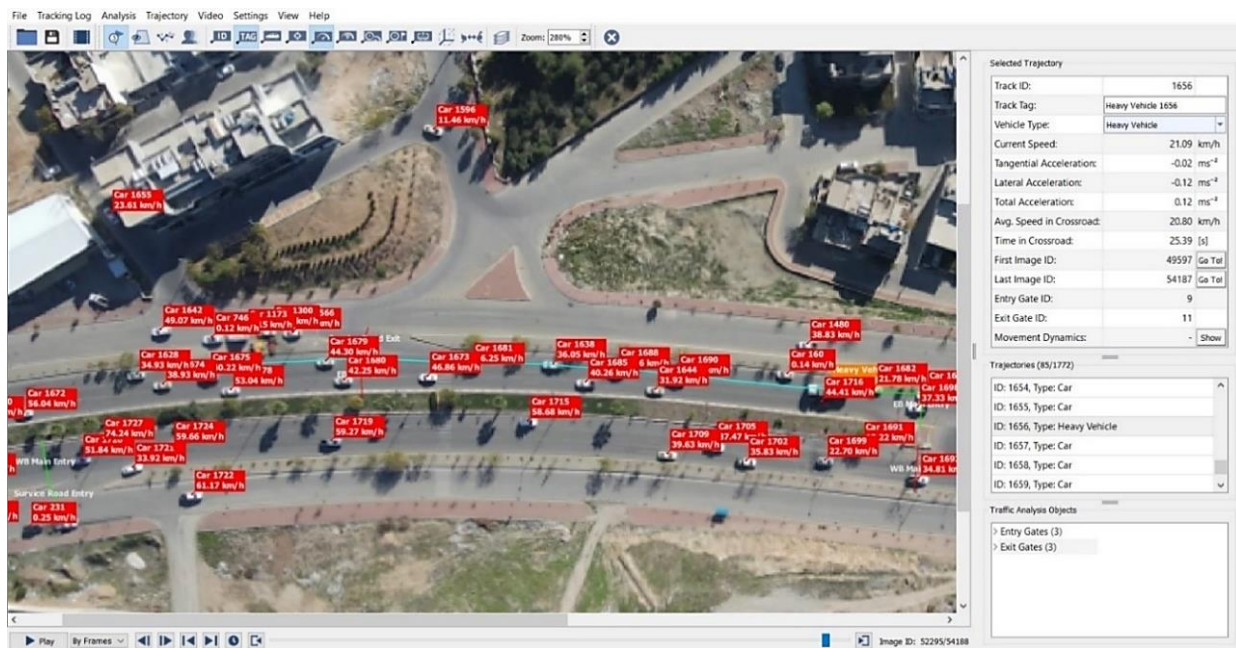 File Tracking Log Analysis Trajectory Video Settings View Help
ID TAG Zoom: 280%
Selected Trajectory
Track ID: 1656
Track Tag: Heavy Vehicle 1656
Vehicle Type: Heavy Vehicle
Current Speed: 21.09 km/h
Tangential Acceleration: -0.02 ms⁻²
Lateral Acceleration: -0.12 ms⁻²
Total Acceleration: 0.12 ms⁻²
Avg. Speed in Crossroad: 20.80 km/h
Time in Crossroad: 25.39 [s]
First Image ID: 49597 Go To!
Last Image ID: 54187 Go To!
Entry Gate ID: 9
Exit Gate ID: 11
Movement Dynamics: - Show
Trajectories (85/1772)
ID: 1654, Type: Car
ID: 1655, Type: Car
ID: 1656, Type: Heavy Vehicle
ID: 1657, Type: Car
ID: 1658, Type: Car
ID: 1659, Type: Car
Traffic Analysis Objects
> Entry Gates (3)
> Exit Gates (3)
Car 1596
11.46 km/h
Car 1655
23.61 km/h
Car 1642
49.07 km/h
Car 746
0.12 km/h
1173
1300
566
km/h
Exit
Car 1679
44.30 km/h
Car 1680
42.25 km/h
Car 1480
38.83 km/h
Car 1628
34.93 km/h
38.93 km/h
Car 1675
53.04 km/h
Car 1673
46.86 km/h
Car 1681
6.25 km/h
Car 1638
36.05 km/h
Car 1685
40.26 km/h
Car 1688
Car 1644
31.92 km/h
Car 1690
Car 160
0.14 km/h
Car 1716
44.41 km/h
Car 1682
21.78 km/h
37.33 km/h
Car 1672
56.04 km/h
Car 1727
74.24 km/h
51.84 km/h
33.92 km/h
Car 1724
59.66 km/h
Car 1719
59.27 km/h
Car 1715
58.68 km/h
Car 1709
39.63 km/h
Car 1705
Car 1702
35.83 km/h
Car 1699
22.70 km/h
Car 1691
34.81 km/h
WB Main Entry
Car 1722
61.17 km/h
Survice Road Entry
Car 231
0.25 km/h
Play By Frames Image ID: 52295/54188